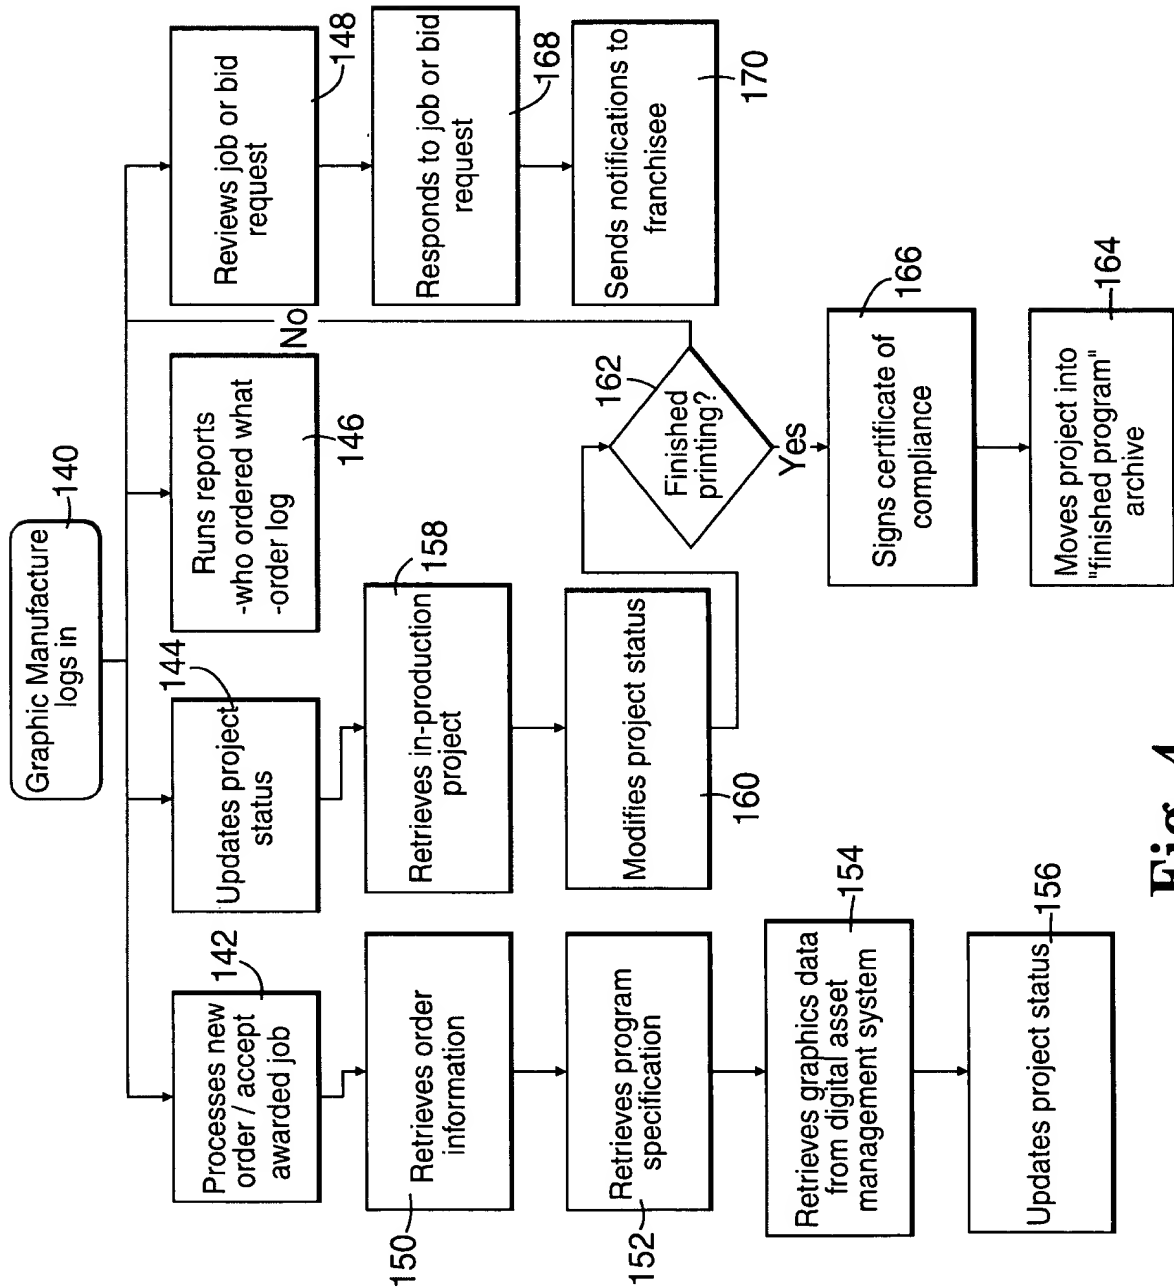 Graphic Manufacture
logs in
140
Processes new
order / accept
awarded job
142
Updates project
status
144
Runs reports
-who ordered what
-order log
146
Reviews job or bid
request
148
Retrieves order
information
150
Retrieves program
specification
152
Retrieves graphics data
from digital asset
management system
154
Updates project status
156
Retrieves in-production
project
158
Modifies project status
160
Finished
printing?
162
No
Yes
Signs certificate of
compliance
166
Moves project into
"finished program"
archive
164
Responds to job or bid
request
168
Sends notifications to
franchisee
170
Fig. 4